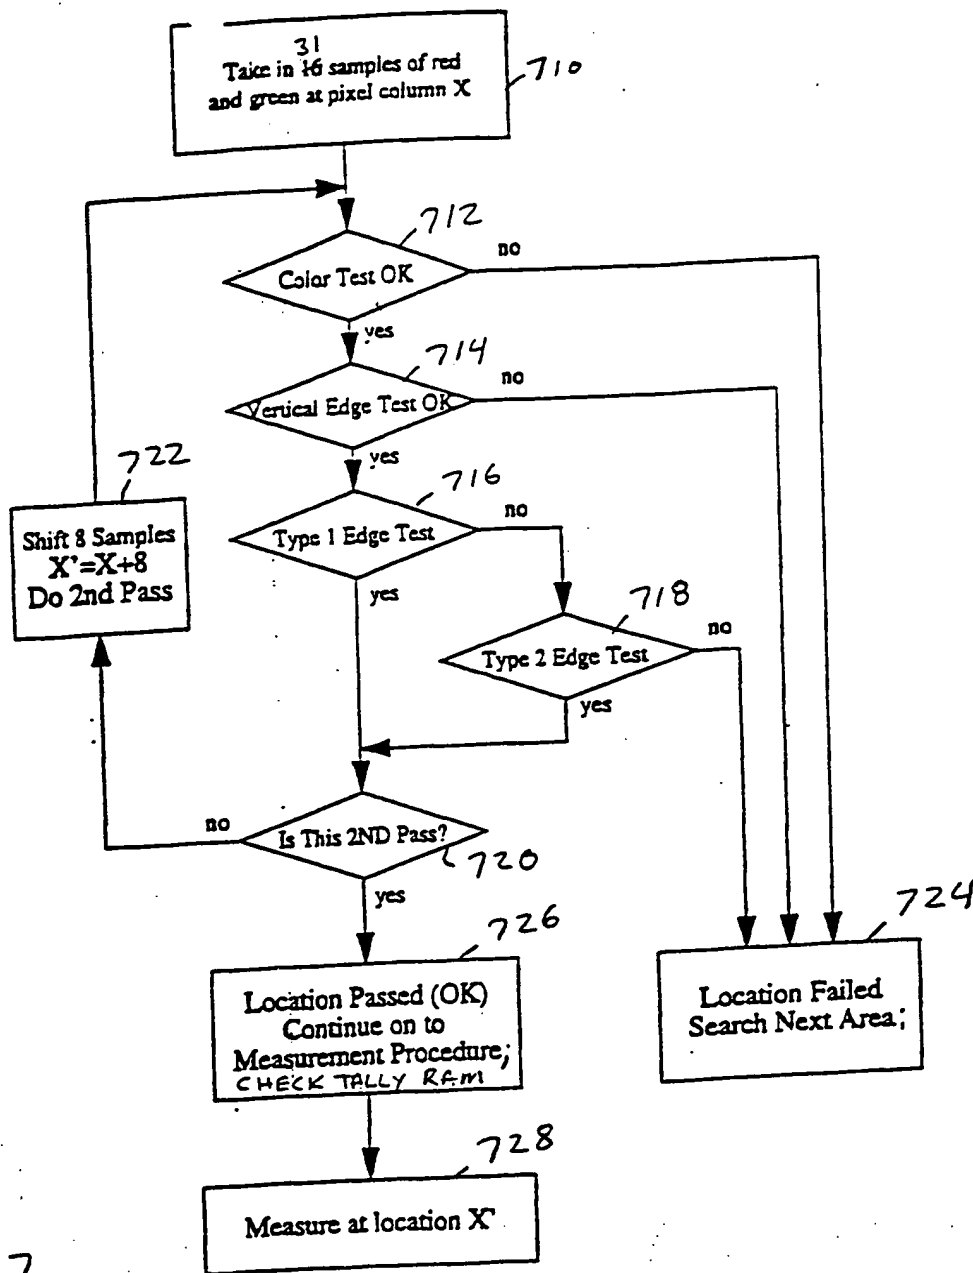 31
Take in 16 samples of red
and green at pixel column X
710
712
Color Test OK
no
yes
714
Vertical Edge Test OK
no
yes
722
Shift 8 Samples
X'=X+8
Do 2nd Pass
716
Type 1 Edge Test
no
yes
718
Type 2 Edge Test
no
yes
Is This 2ND Pass?
no
720
yes
726
Location Passed (OK)
Continue on to
Measurement Procedure;
CHECK TALLY RAM
724
Location Failed
Search Next Area;
728
Measure at location X'
7